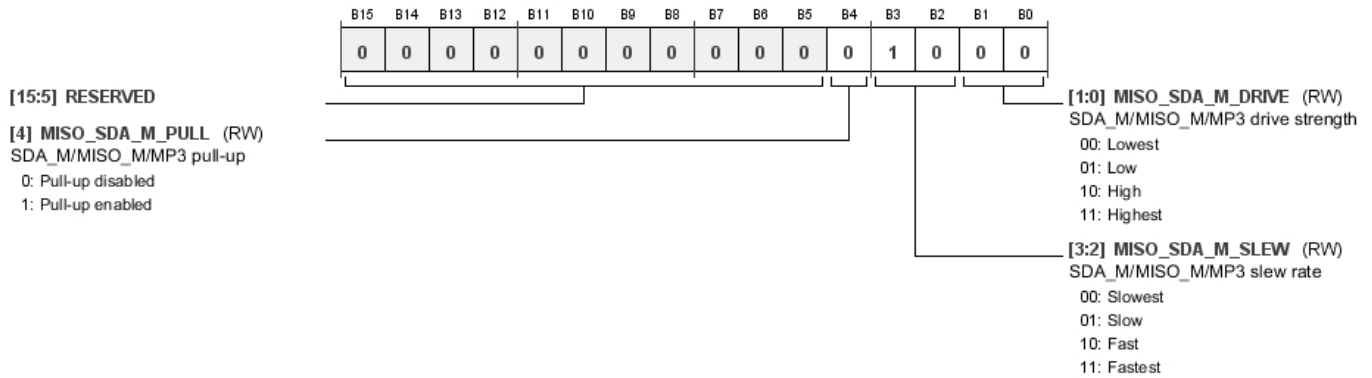 B15 B14 B13 B12 B11 B10 B9 B8 B7 B6 B5 B4 B3 B2 B1 B0
0 0 0 0 0 0 0 0 0 0 0 0 1 0 0 0
[15:5] RESERVED
[4] MISO_SDA_M_PULL (RW)
SDA_M/MISO_M/MP3 pull-up
0: Pull-up disabled
1: Pull-up enabled
[1:0] MISO_SDA_M_DRIVE (RW)
SDA_M/MISO_M/MP3 drive strength
00: Lowest
01: Low
10: High
11: Highest
[3:2] MISO_SDA_M_SLEW (RW)
SDA_M/MISO_M/MP3 slew rate
00: Slowest
01: Slow
10: Fast
11: Fastest